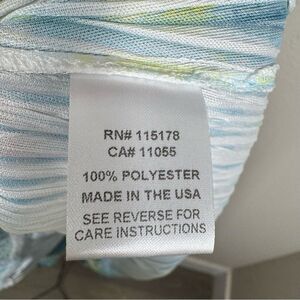 RN# 115178
CA# 11055
100% POLYESTER
MADE IN THE USA
SEE REVERSE FOR
CARE INSTRUCTIONS